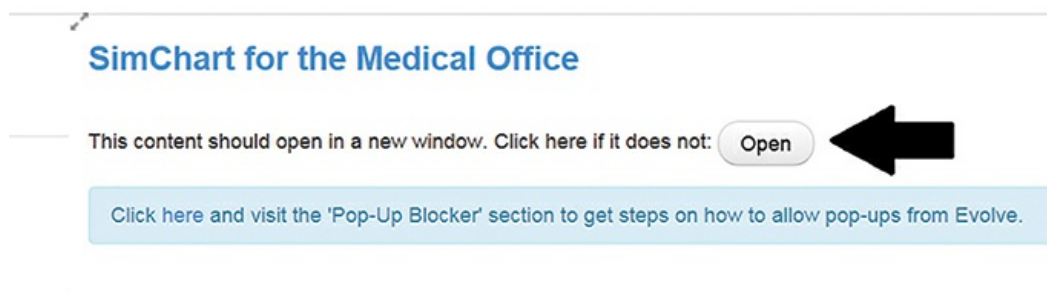 SimChart for the Medical Office
This content should open in a new window. Click here if it does not: Open
Click here and visit the 'Pop-Up Blocker' section to get steps on how to allow pop-ups from Evolve.